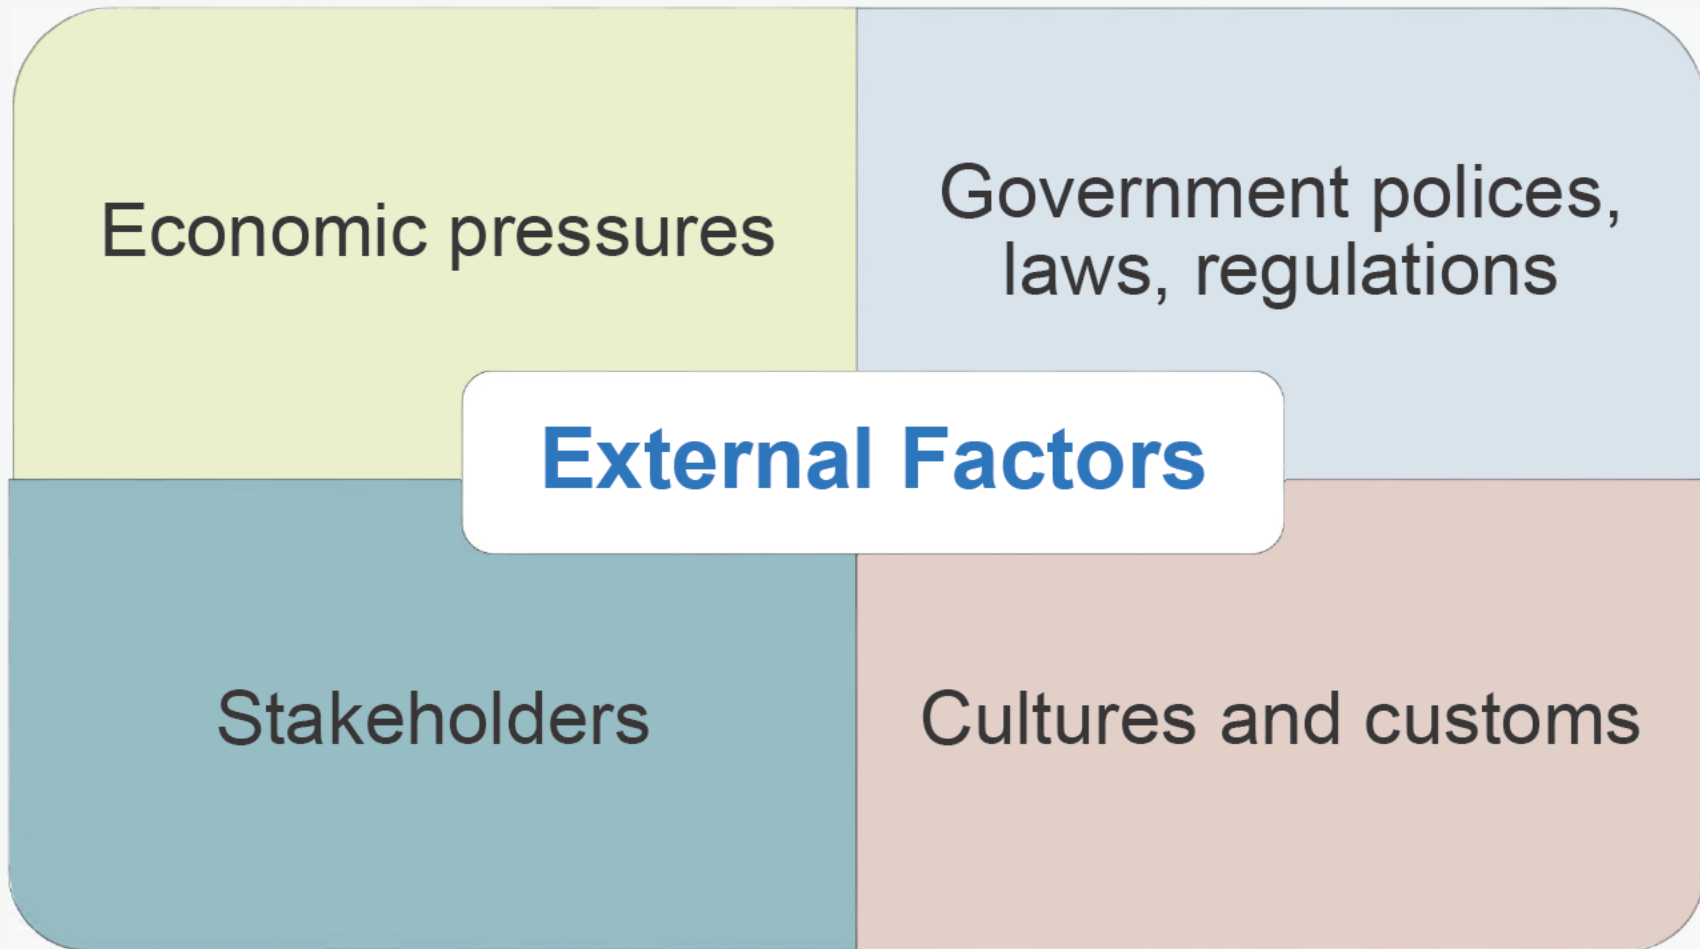 Economic pressures
Government polices,
laws, regulations
External Factors
Stakeholders
Cultures and customs